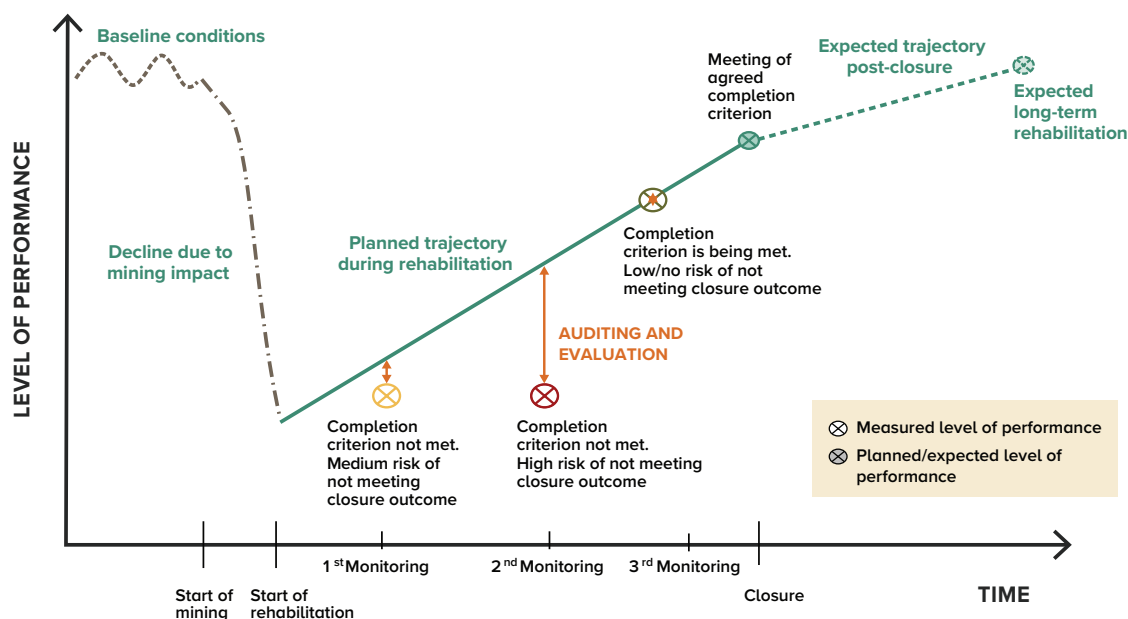 LEVEL OF PERFORMANCE
Baseline conditions
Decline due to
mining impact
Planned trajectory
during rehabilitation
Meeting of
agreed
completion
criterion
Expected trajectory
post-closure
Expected
long-term
rehabilitation
Completion
criterion is being met.
Low/no risk of not
meeting closure outcome
AUDITING AND
EVALUATION
Completion
criterion not met.
Medium risk of
not meeting
closure outcome
Completion
criterion not met.
High risk of not meeting
closure outcome
Measured level of performance
Planned/expected level of
performance
1st Monitoring
2nd Monitoring
3rd Monitoring
Start of
mining
Start of
rehabilitation
Closure
TIME